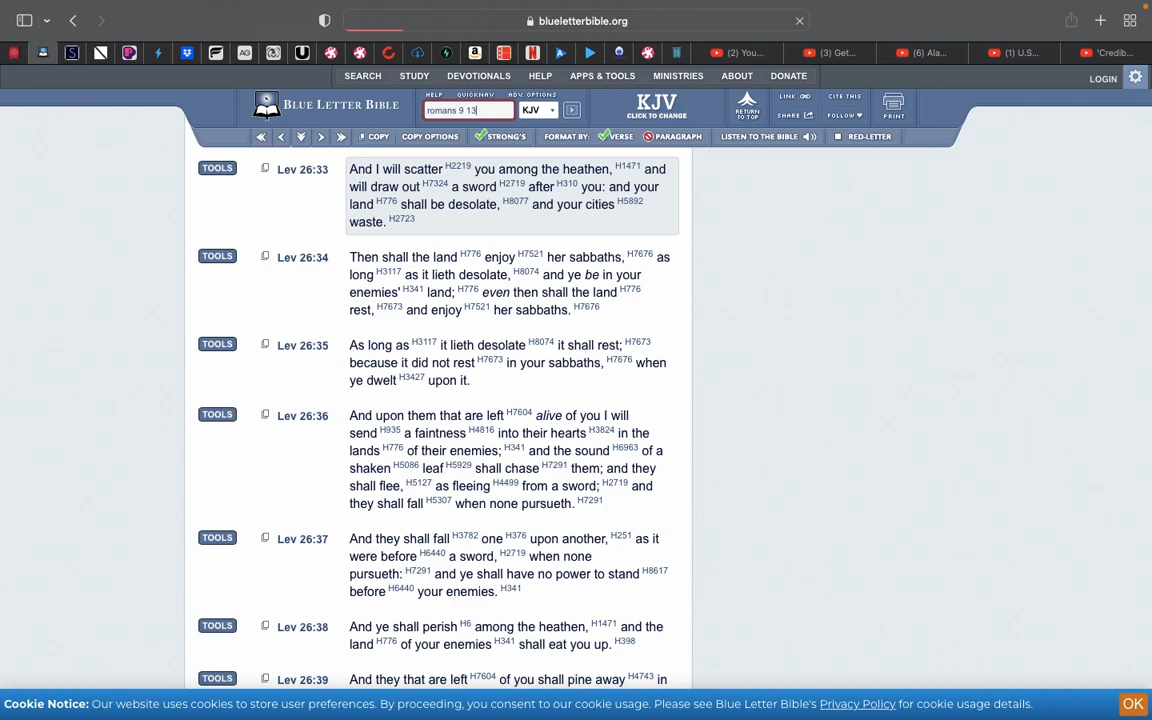 blueletterbible.org
(2) You...
(3) Get...
(6) Ala...
(1) U.S...
'Credib...
SEARCH STUDY DEVOTIONALS HELP APPS & TOOLS MINISTRIES ABOUT DONATE
LOGIN
HELP QUICKNAV ADV. OPTIONS
BLUE LETTER BIBLE
romans 9 13
KJV
KJV
CLICK TO CHANGE
RETURN TO TOP
LINK
SHARE
CITE THIS
FOLLOW
PRINT
COPY COPY OPTIONS STRONG'S FORMAT BY: VERSE PARAGRAPH LISTEN TO THE BIBLE RED-LETTER
TOOLS Lev 26:33 And I will scatter H2219 you among the heathen, H1471 and
will draw out H7324 a sword H2719 after H310 you: and your
land H776 shall be desolate, H8077 and your cities H5892
waste. H2723
TOOLS Lev 26:34 Then shall the land H776 enjoy H7521 her sabbaths, H7676 as
long H3117 as it lieth desolate, H8074 and ye be in your
enemies' H341 land; H776 even then shall the land H776
rest, H7673 and enjoy H7521 her sabbaths. H7676
TOOLS Lev 26:35 As long as H3117 it lieth desolate H8074 it shall rest; H7673
because it did not rest H7673 in your sabbaths, H7676 when
ye dwelt H3427 upon it.
TOOLS Lev 26:36 And upon them that are left H7604 alive of you I will
send H935 a faintness H4816 into their hearts H3824 in the
lands H776 of their enemies; H341 and the sound H6963 of a
shaken H5086 leaf H5929 shall chase H7291 them; and they
shall flee, H5127 as fleeing H4499 from a sword; H2719 and
they shall fall H5307 when none pursueth. H7291
TOOLS Lev 26:37 And they shall fall H3782 one H376 upon another, H251 as it
were before H6440 a sword, H2719 when none
pursueth: H7291 and ye shall have no power to stand H8617
before H6440 your enemies. H341
TOOLS Lev 26:38 And ye shall perish H6 among the heathen, H1471 and the
land H776 of your enemies H341 shall eat you up. H398
TOOLS Lev 26:39 And they that are left H7604 of you shall pine away H4743 in
Cookie Notice: Our website uses cookies to store user preferences. By proceeding, you consent to our cookie usage. Please see Blue Letter Bible's Privacy Policy for cookie usage details.
OK